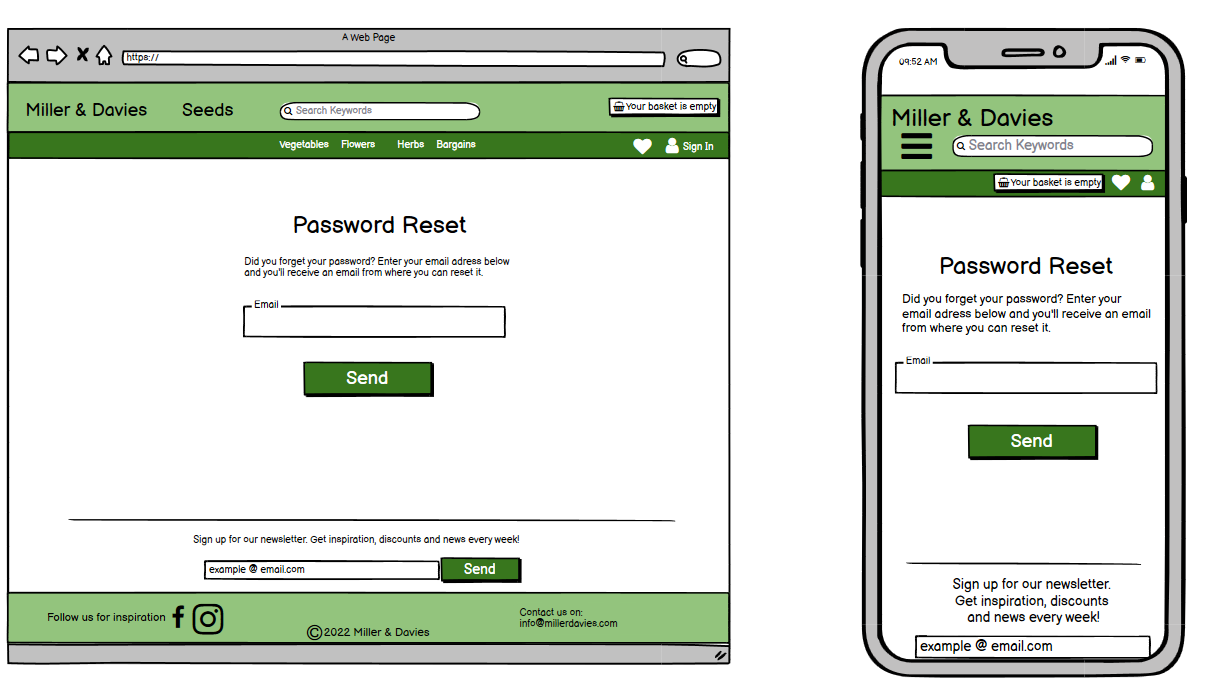 A Web Page
https://
Miller & Davies Seeds Search Keywords Your basket is empty
Vegetables Flowers Herbs Bargains Sign In
Password Reset
Did you forget your password? Enter your email adress below
and you'll receive an email from where you can reset it.
Email
Send
Sign up for our newsletter. Get inspiration, discounts and news every week!
example @ email.com Send
Follow us for inspiration
©2022 Miller & Davies
Contact us on:
info@millerdavies.com
09:52 AM
Miller & Davies
Search Keywords
Your basket is empty
Password Reset
Did you forget your password? Enter your
email adress below and you'll receive an email
from where you can reset it.
Email
Send
Sign up for our newsletter.
Get inspiration, discounts
and news every week!
example @ email.com